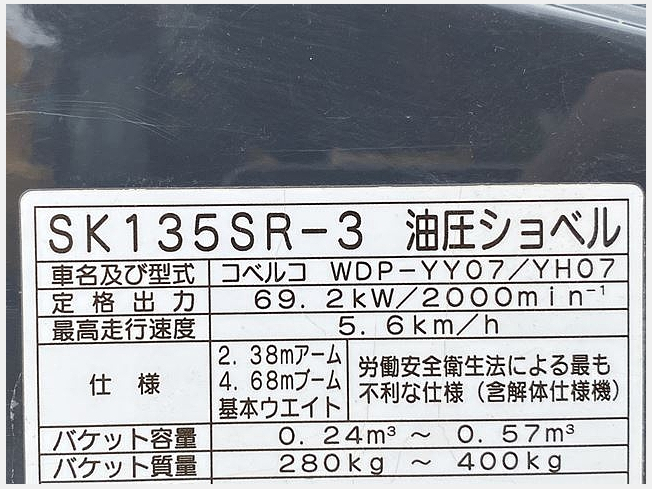 SK135SR-3 油圧ショベル
車名及び型式 コベルコ WDP-YY07/YH07
定格出力 69.2kW/2000min⁻¹
最高走行速度 5.6km/h
仕様
2.38mアーム
4.68mブーム
基本ウエイト
労働安全衛生法による最も
不利な仕様(含解体仕様機)
バケット容量 0.24m³ ~ 0.57m³
バケット質量 280kg ~ 400kg